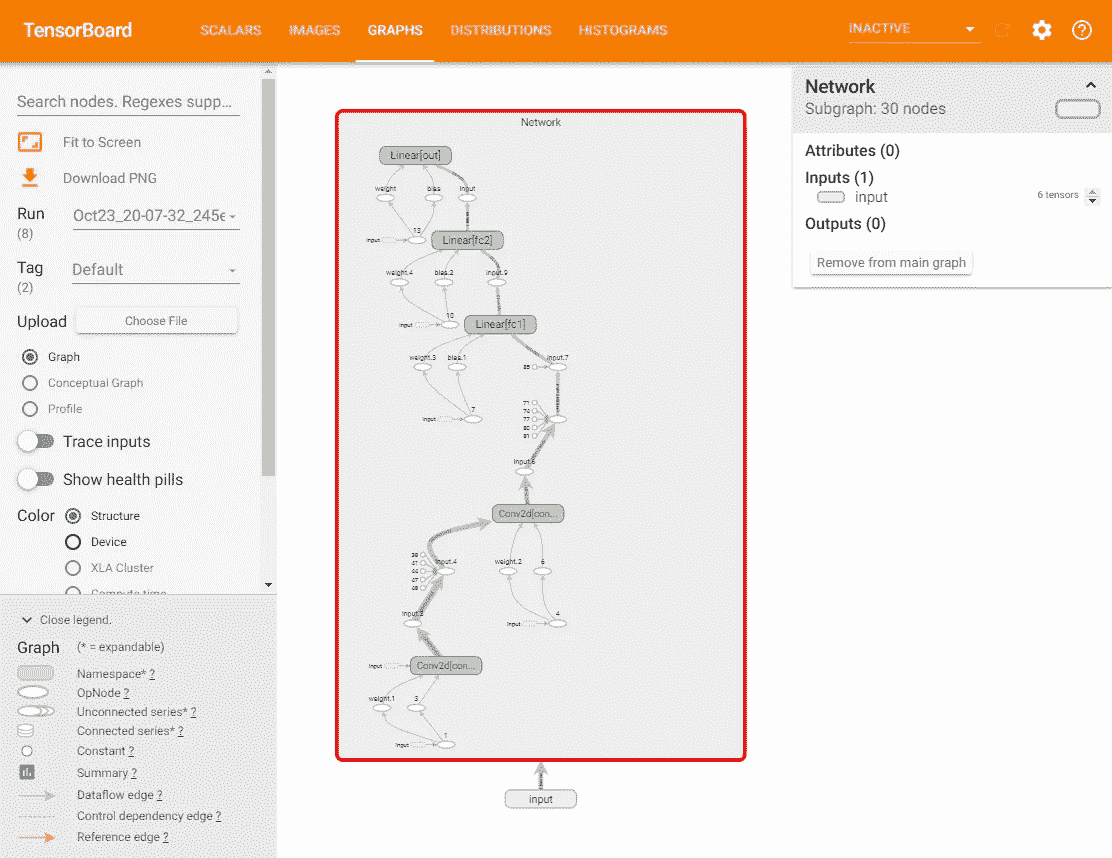 TensorBoard
SCALARS
IMAGES
GRAPHS
DISTRIBUTIONS
HISTOGRAMS
INACTIVE
Search nodes. Regexes supp...
Fit to Screen
Download PNG
Run
(8)
Oct23_20-07-32_245e
Tag
(2)
Default
Upload
Choose File
Graph
Conceptual Graph
Profile
Trace inputs
Show health pills
Color
Structure
Device
XLA Cluster
Compute time
Close legend.
Graph
(* = expandable)
Namespace* ?
OpNode ?
Unconnected series* ?
Connected series* ?
Constant ?
Summary ?
Dataflow edge ?
Control dependency edge ?
Reference edge ?
Network
Linear[out]
weight
bias
input
13
input
Linear[fc2]
weight.4
bias.2
input.9
10
input
Linear[fc1]
weight.3
bias.1
input.7
85
7
input
71
74
77
80
81
input.6
Conv2d[con...
38
41
44
47
48
input.4
weight.2
6
input.3
4
input
Conv2d[con...
input
weight.1
3
1
input
input
Network
Subgraph: 30 nodes
Attributes (0)
Inputs (1)
input
6 tensors
Outputs (0)
Remove from main graph